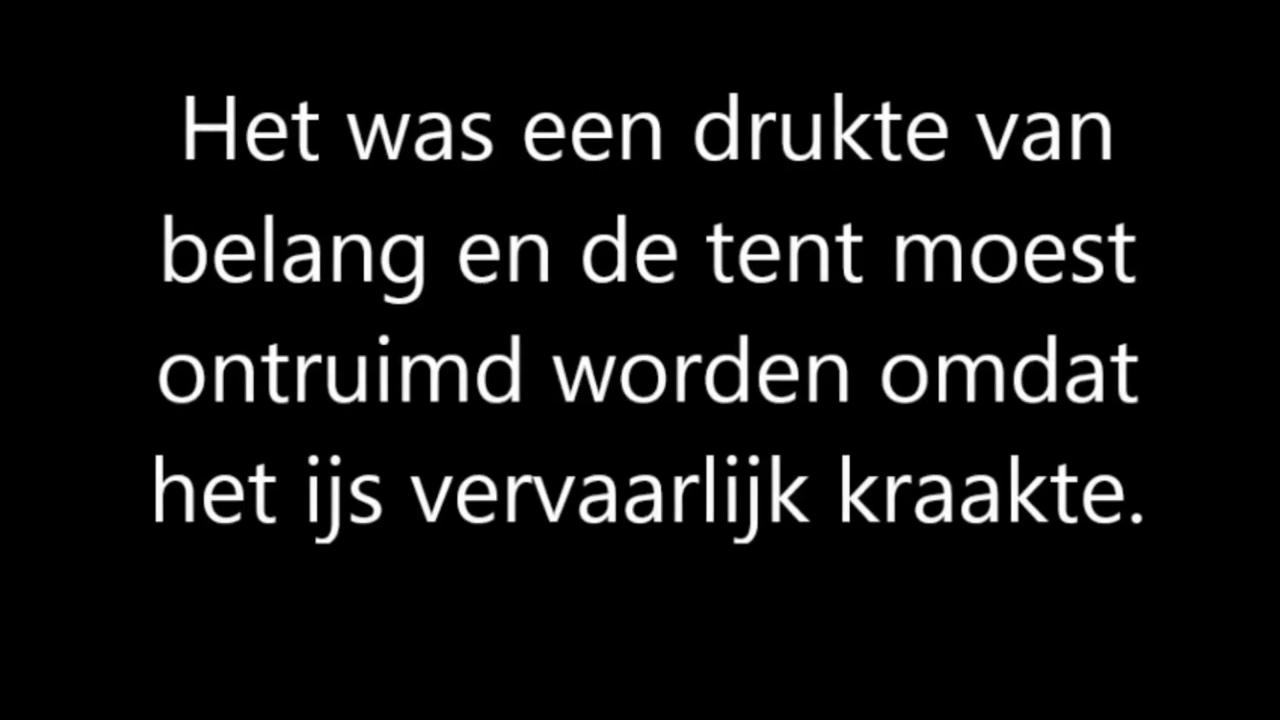 Het was een drukte van
belang en de tent moest
ontruimd worden omdat
het ijs vervaarlijk kraakte.